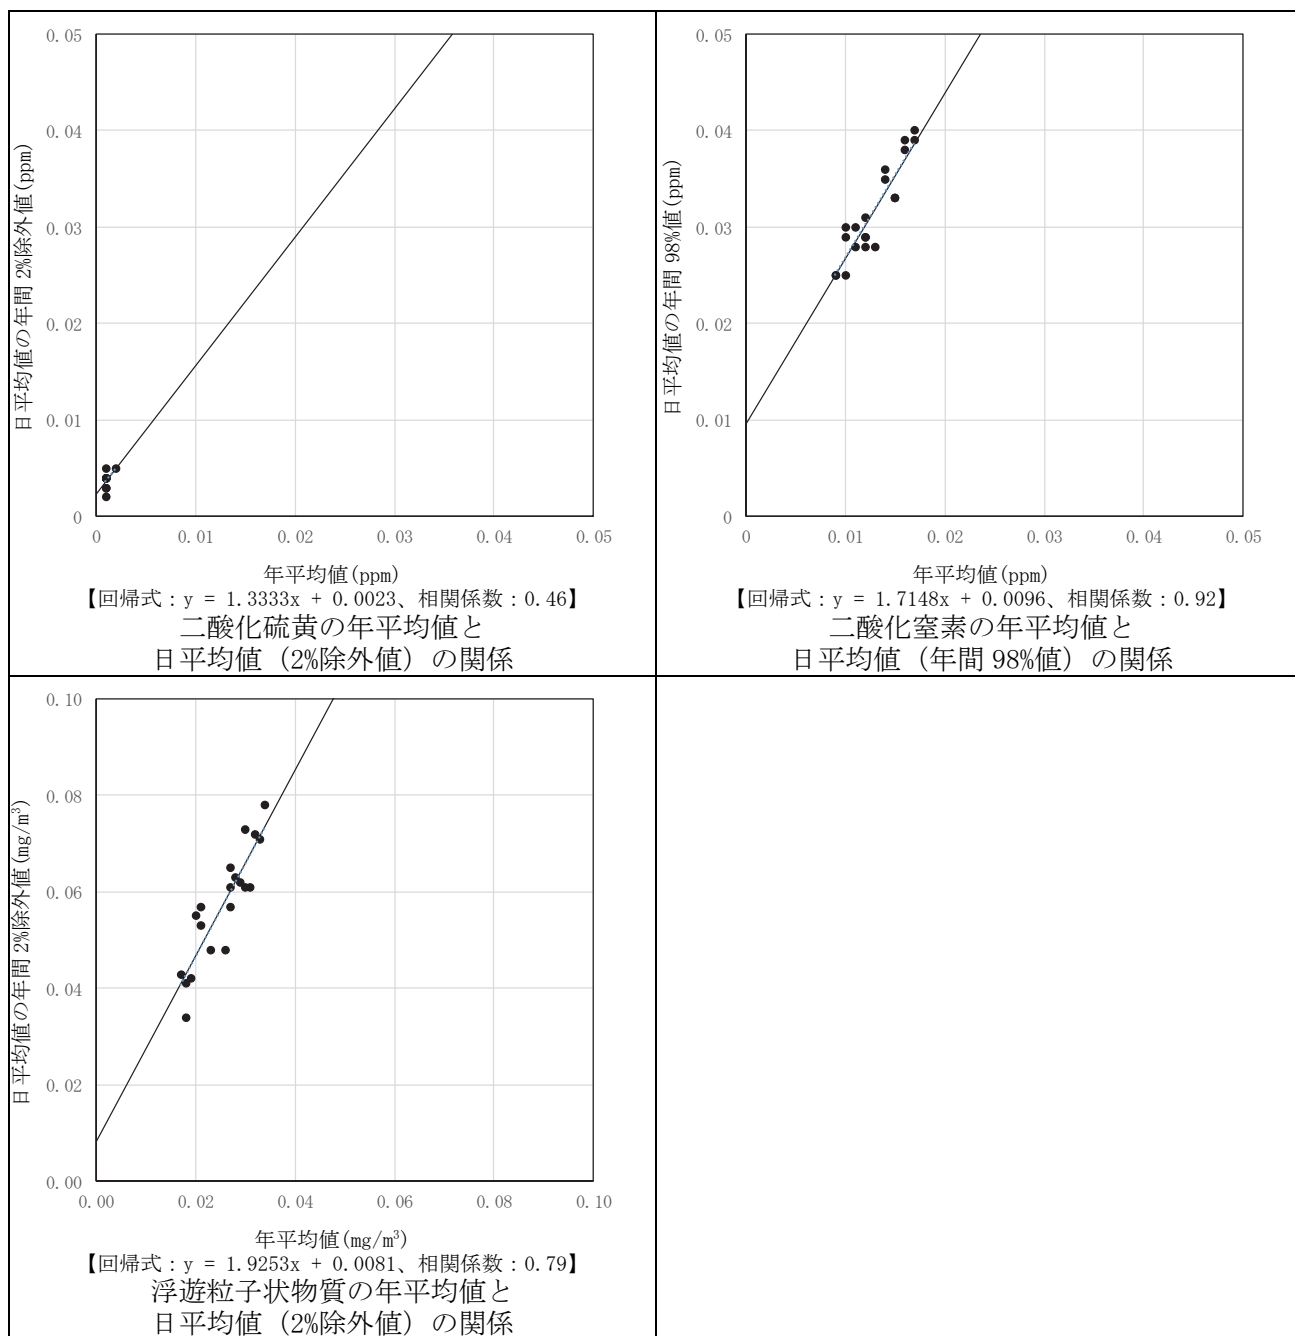 日平均値の年間 2%除外値(ppm)
0.05
0.04
0.03
0.02
0.01
0
0 0.01 0.02 0.03 0.04 0.05
年平均値(ppm)
【回帰式：y = 1.3333x + 0.0023、相関係数：0.46】
二酸化硫黄の年平均値と
日平均値（2%除外値）の関係
日平均値の年間 98%値(ppm)
0.05
0.04
0.03
0.02
0.01
0
0 0.01 0.02 0.03 0.04 0.05
年平均値(ppm)
【回帰式：y = 1.7148x + 0.0096、相関係数：0.92】
二酸化窒素の年平均値と
日平均値（年間 98%値）の関係
日平均値の年間 2%除外値(mg/m³)
0.10
0.08
0.06
0.04
0.02
0.00
0.00 0.02 0.04 0.06 0.08 0.10
年平均値(mg/m³)
【回帰式：y = 1.9253x + 0.0081、相関係数：0.79】
浮遊粒子状物質の年平均値と
日平均値（2%除外値）の関係